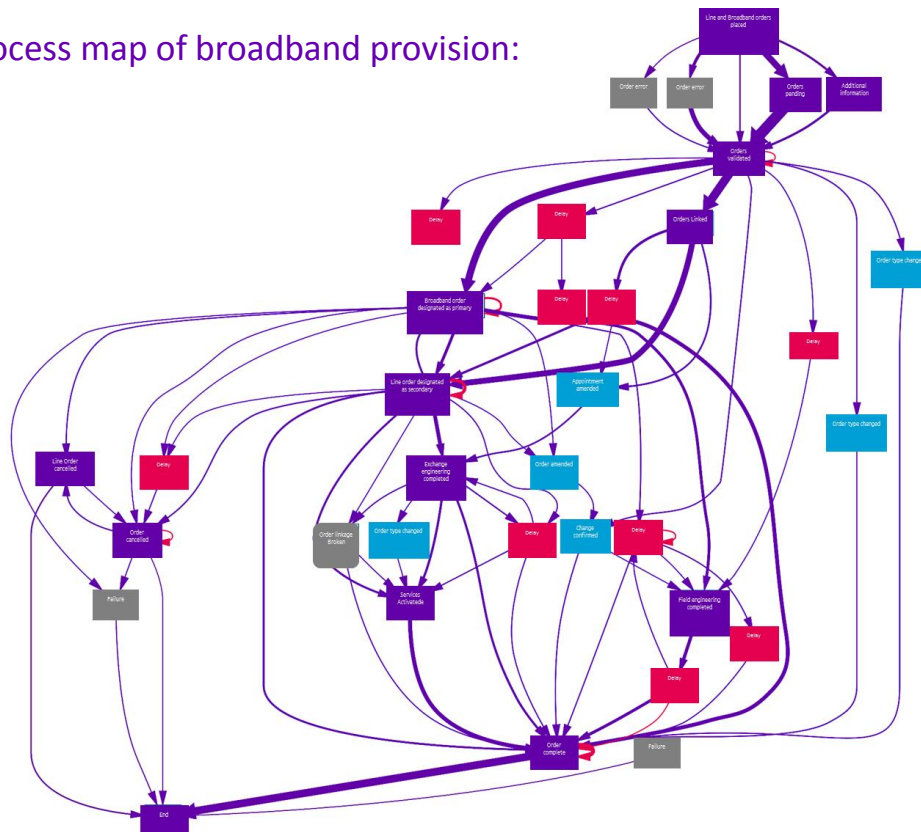 ocess map of broadband provision:
Line and Broadband orders
placed
Order error
Order error
Orders
pending
Additional
information
Orders
validated
Delay
Delay
Orders Linked
Order type change
Delay
Delay
Broadband order
designated as primary
Delay
Line order designated
as secondary
Appointment
amended
Order type changed
Line Order
cancelled
Delay
Exchange
engineering
completed
Order amended
Order
cancelled
Order linkage
Broken
Order type changed
Delay
Change
confirmed
Delay
Failure
Services
Activatede
Field engineering
completed
Delay
Delay
Order
complete
Failure
End